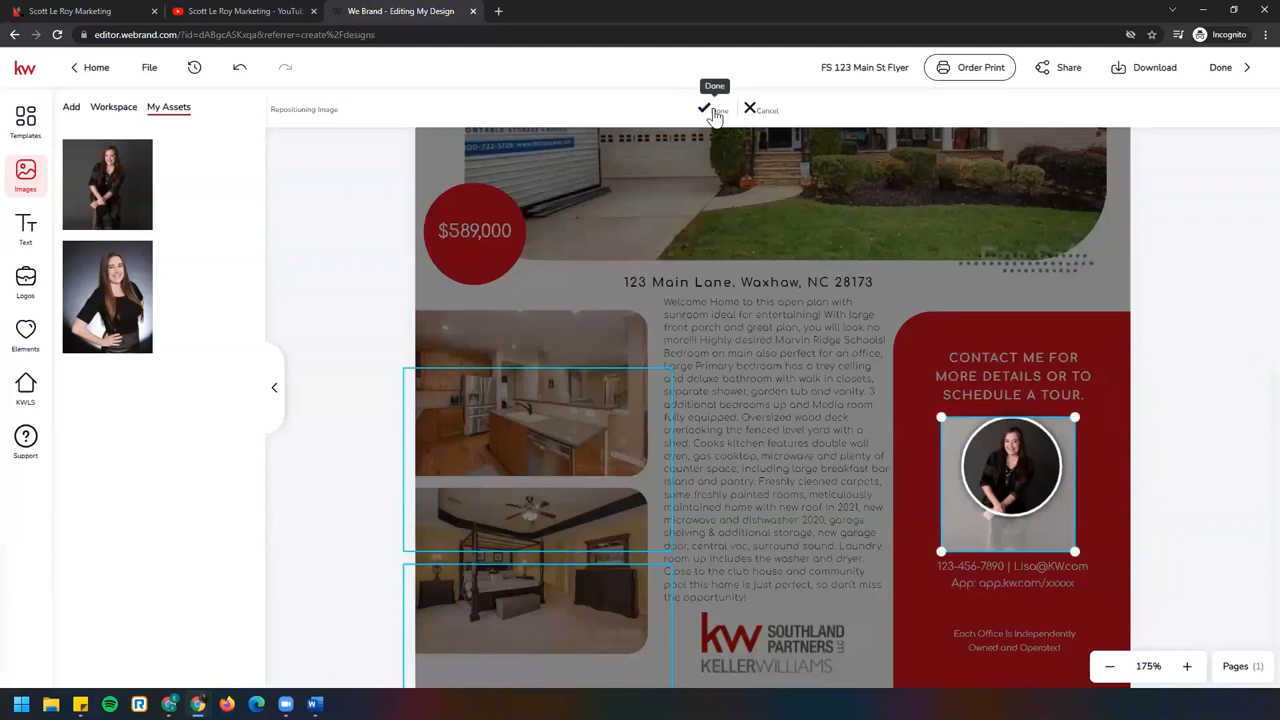 Scott Le Roy Marketing
Scott Le Roy Marketing - YouTub
We Brand - Editing My Design
Incognito
editor.webrand.com/?id=dA8gcASKxqa&referrer=create%2Fdesigns
kw
Home
File
FS 123 Main St Flyer
Order Print
Share
Download
Done
Done
Templates
Images
Text
Logos
Elements
KWLS
Support
Add
Workspace
My Assets
Repositioning Image
Cancel
ORTABLE STORAGE
800-722-5726
$589,000
123 Main Lane. Waxhaw, NC 28173
Welcome Home to this open plan with
sunroom ideal for entertaining! With large
front porch and great plan, you will look no
more!!! Highly desired Marvin Ridge Schools!
Bedroom on main also perfect for an office,
Large Primary bedroom has a trey ceiling
and deluxe bathroom with walk in closets,
separate shower, garden tub and vanity. 3
additional bedrooms up and Media room
fully equipped. Oversized wood deck
overlooking the fenced level yard with a
shed. Cooks kitchen features double wall
oven, gas cooktop, microwave and plenty of
counter space, including large breakfast bar
island and pantry. Freshly cleaned carpets,
some freshly painted rooms, meticulously
maintained home with new roof in 2021, new
microwave and dishwasher 2020, garage
shelving & additional storage, new garage
door, central vac, surround sound. Laundry
room up includes the washer and dryer.
Close to the club house and community
pool this home is just perfect, so don't miss
the opportunity!
CONTACT ME FOR
MORE DETAILS OR TO
SCHEDULE A TOUR.
123-456-7890 | Lisa@KW.com
App: app.kw.com/xxxxx
Each Office Is Independently
Owned and Operated
kw SOUTHLAND
PARTNERS LLC
KELLERWILLIAMS
175%
Pages (1)